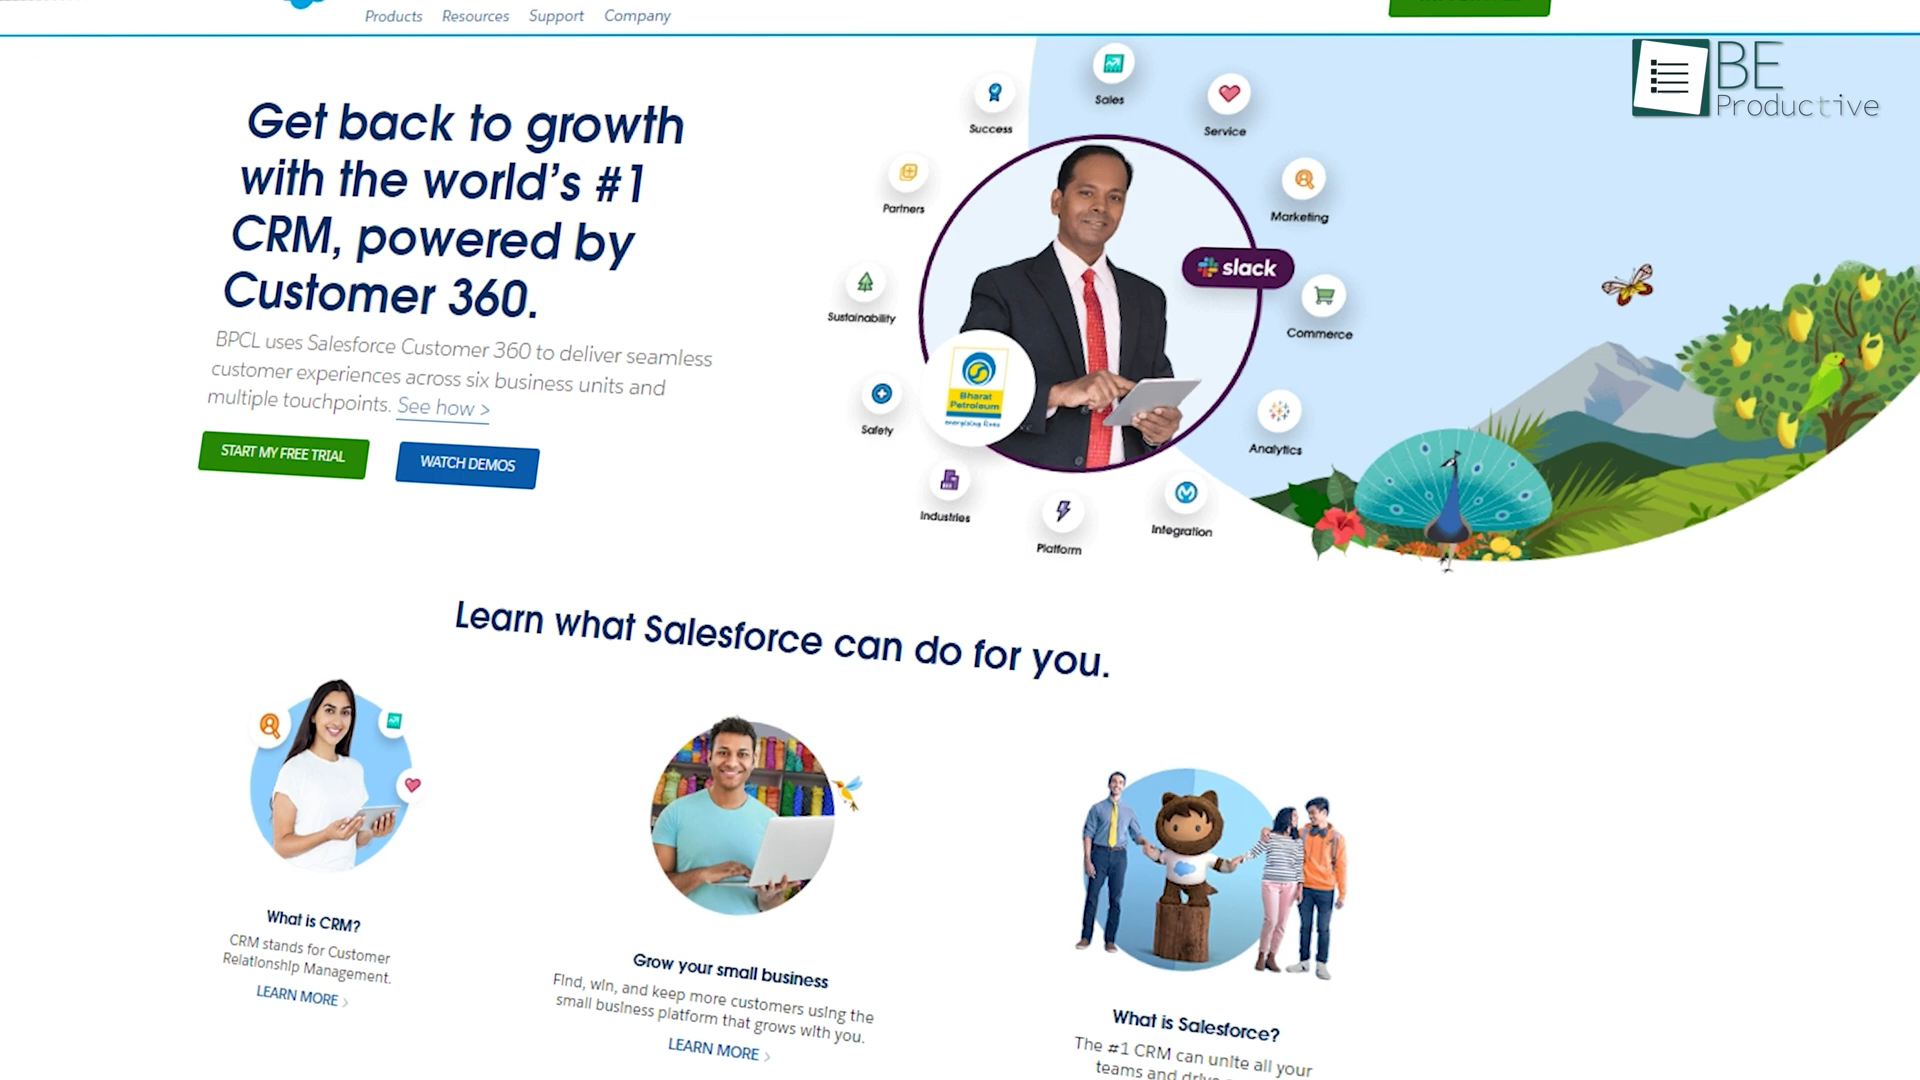 Products Resources Support Company
BE
Productive
Get back to growth
with the world's #1
CRM, powered by
Customer 360.
BPCL uses Salesforce Customer 360 to deliver seamless
customer experiences across six business units and
multiple touchpoints. See how >
START MY FREE TRIAL
WATCH DEMOS
Sales
Success
Service
Partners
Marketing
slack
Sustainability
Commerce
Bharat
Petroleum
energising lives
Safety
Analytics
Industries
Integration
Platform
Learn what Salesforce can do for you.
What is CRM?
CRM stands for Customer
Relationship Management.
LEARN MORE >
Grow your small business
Find, win, and keep more customers using the
small business platform that grows with you.
LEARN MORE >
What is Salesforce?
The #1 CRM can unite all your
teams and